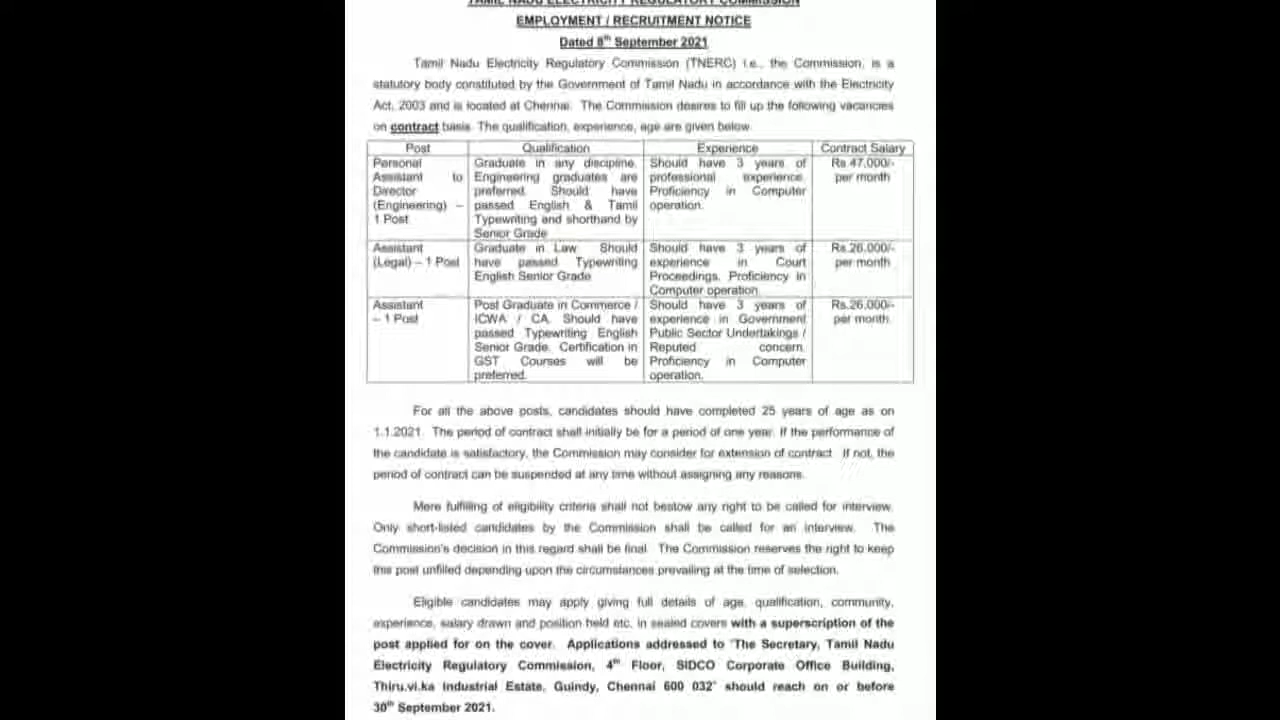 TAMIL NADU ELECTRICITY REGULATORY COMMISSION
EMPLOYMENT / RECRUITMENT NOTICE
Dated 8th September 2021
Tamil Nadu Electricity Regulatory Commission (TNERC) i.e., the Commission, is a
statutory body constituted by the Government of Tamil Nadu in accordance with the Electricity
Act, 2003 and is located at Chennai. The Commission desires to fill up the following vacancies
on contract basis. The qualification, experience, age are given below.
Post Qualification Experience Contract Salary
Personal Assistant to Director (Engineering) – 1 Post
Graduate in any discipline. Engineering graduates are preferred. Should have passed English & Tamil Typewriting and shorthand by Senior Grade
Should have 3 years of professional experience. Proficiency in Computer operation.
Rs.47,000/- per month
Assistant (Legal) – 1 Post
Graduate in Law. Should have passed Typewriting English Senior Grade
Should have 3 years of experience in Court Proceedings. Proficiency in Computer operation.
Rs.26,000/- per month
Assistant – 1 Post
Post Graduate in Commerce / ICWA / CA. Should have passed Typewriting English Senior Grade. Certification in GST Courses will be preferred.
Should have 3 years of experience in Government Public Sector Undertakings / Reputed concern. Proficiency in Computer operation.
Rs.26,000/- per month.
For all the above posts, candidates should have completed 25 years of age as on
1.1.2021. The period of contract shall initially be for a period of one year. If the performance of
the candidate is satisfactory, the Commission may consider for extension of contract. If not, the
period of contract can be suspended at any time without assigning any reasons.
Mere fulfilling of eligibility criteria shall not bestow any right to be called for interview.
Only short-listed candidates by the Commission shall be called for an interview. The
Commission's decision in this regard shall be final. The Commission reserves the right to keep
this post unfilled depending upon the circumstances prevailing at the time of selection.
Eligible candidates may apply giving full details of age, qualification, community,
experience, salary drawn and position held etc. in sealed covers with a superscription of the
post applied for on the cover. Applications addressed to "The Secretary, Tamil Nadu
Electricity Regulatory Commission, 4th Floor, SIDCO Corporate Office Building,
Thiru.vi.ka Industrial Estate, Guindy, Chennai 600 032" should reach on or before
30th September 2021.